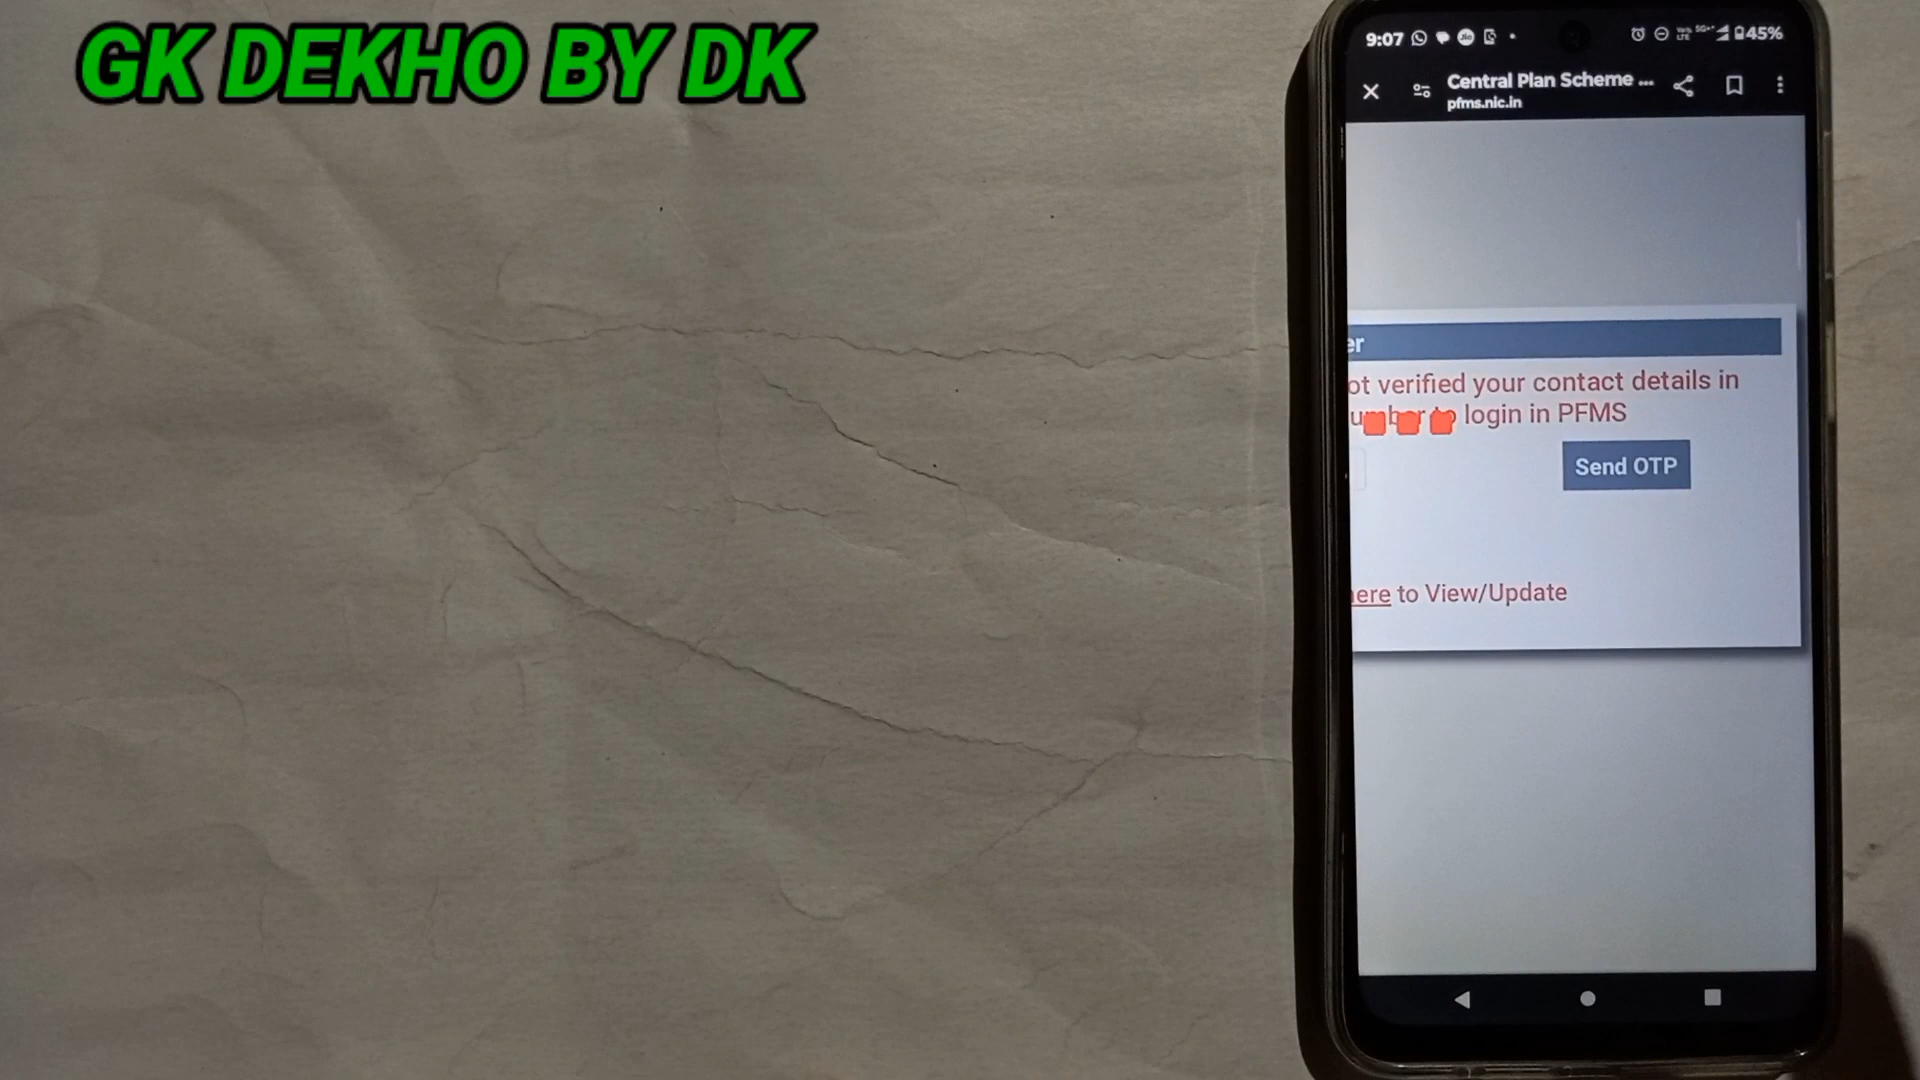 GK DEKHO BY DK
9:07
45%
Central Plan Scheme ...
pfms.nic.in
er
ot verified your contact details in
login in PFMS
Send OTP
ere to View/Update